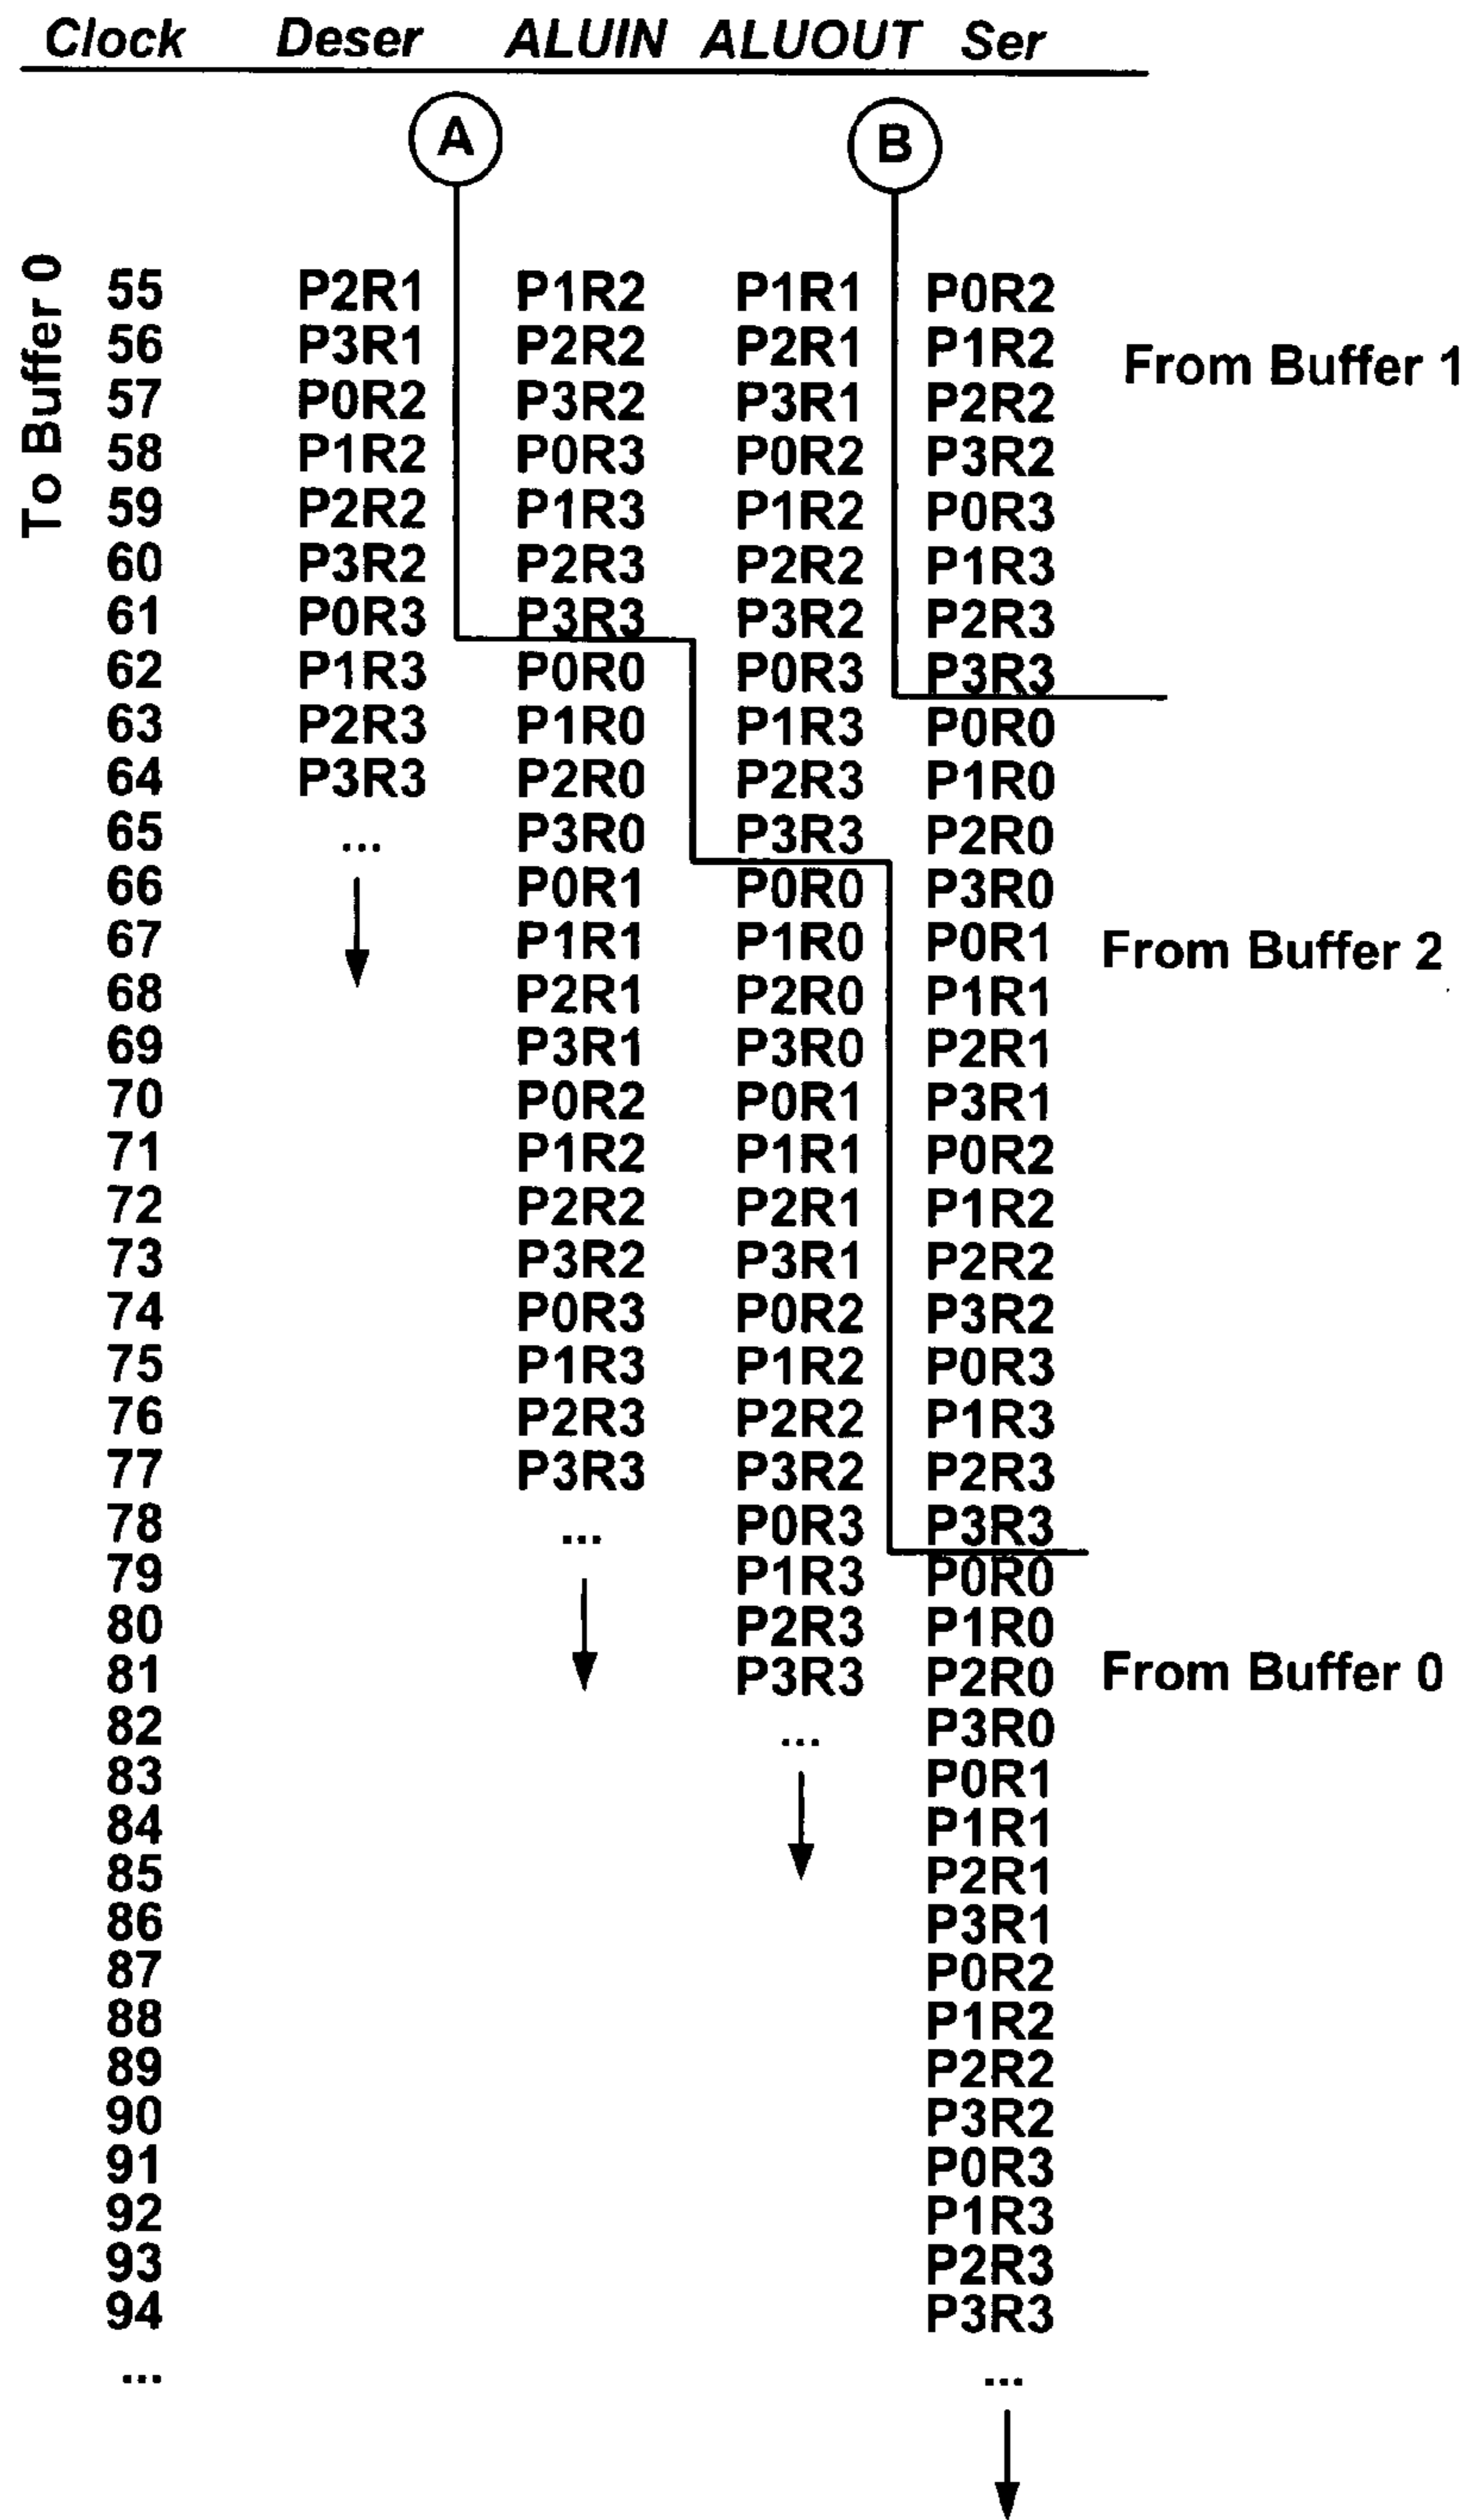 Clock Deser ALUIN ALUOUT Ser
A B
To Buffer 0
55 P2R1 P1R2 P1R1 P0R2
56 P3R1 P2R2 P2R1 P1R2 From Buffer 1
57 P0R2 P3R2 P3R1 P2R2
58 P1R2 P0R3 P0R2 P3R2
59 P2R2 P1R3 P1R2 P0R3
60 P3R2 P2R3 P2R2 P1R3
61 P0R3 P3R3 P3R2 P2R3
62 P1R3 P0R0 P0R3 P3R3
63 P2R3 P1R0 P1R3 P0R0
64 P3R3 P2R0 P2R3 P1R0
65 ... P3R0 P3R3 P2R0
66 P0R1 P0R0 P3R0
67 P1R1 P1R0 P0R1 From Buffer 2
68 P2R1 P2R0 P1R1
69 P3R1 P3R0 P2R1
70 P0R2 P0R1 P3R1
71 P1R2 P1R1 P0R2
72 P2R2 P2R1 P1R2
73 P3R2 P3R1 P2R2
74 P0R3 P0R2 P3R2
75 P1R3 P1R2 P0R3
76 P2R3 P2R2 P1R3
77 P3R3 P3R2 P2R3
78 ... P0R3 P3R3
79 P1R3 P0R0
80 P2R3 P1R0
81 P3R3 P2R0 From Buffer 0
82 ... P3R0
83 P0R1
84 P1R1
85 P2R1
86 P3R1
87 P0R2
88 P1R2
89 P2R2
90 P3R2
91 P0R3
92 P1R3
93 P2R3
94 P3R3
... ...